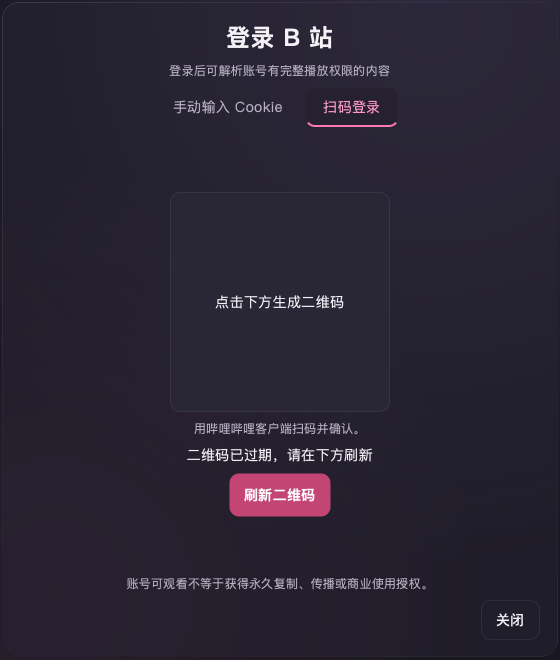 登录 B 站
登录后可解析账号有完整播放权限的内容
手动输入 Cookie
扫码登录
点击下方生成二维码
用哔哩哔哩客户端扫码并确认。
二维码已过期，请在下方刷新
刷新二维码
账号可观看不等于获得永久复制、传播或商业使用授权。
关闭